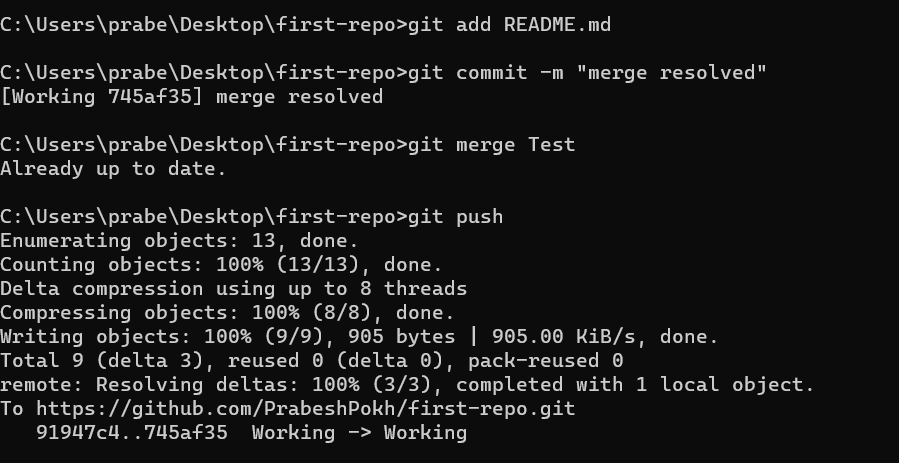 C:\Users\prabe\Desktop\first-repo>git add README.md
C:\Users\prabe\Desktop\first-repo>git commit -m "merge resolved"
[Working 745af35] merge resolved
C:\Users\prabe\Desktop\first-repo>git merge Test
Already up to date.
C:\Users\prabe\Desktop\first-repo>git push
Enumerating objects: 13, done.
Counting objects: 100% (13/13), done.
Delta compression using up to 8 threads
Compressing objects: 100% (8/8), done.
Writing objects: 100% (9/9), 905 bytes | 905.00 KiB/s, done.
Total 9 (delta 3), reused 0 (delta 0), pack-reused 0
remote: Resolving deltas: 100% (3/3), completed with 1 local object.
To https://github.com/PrabeshPokh/first-repo.git
   91947c4..745af35  Working -> Working